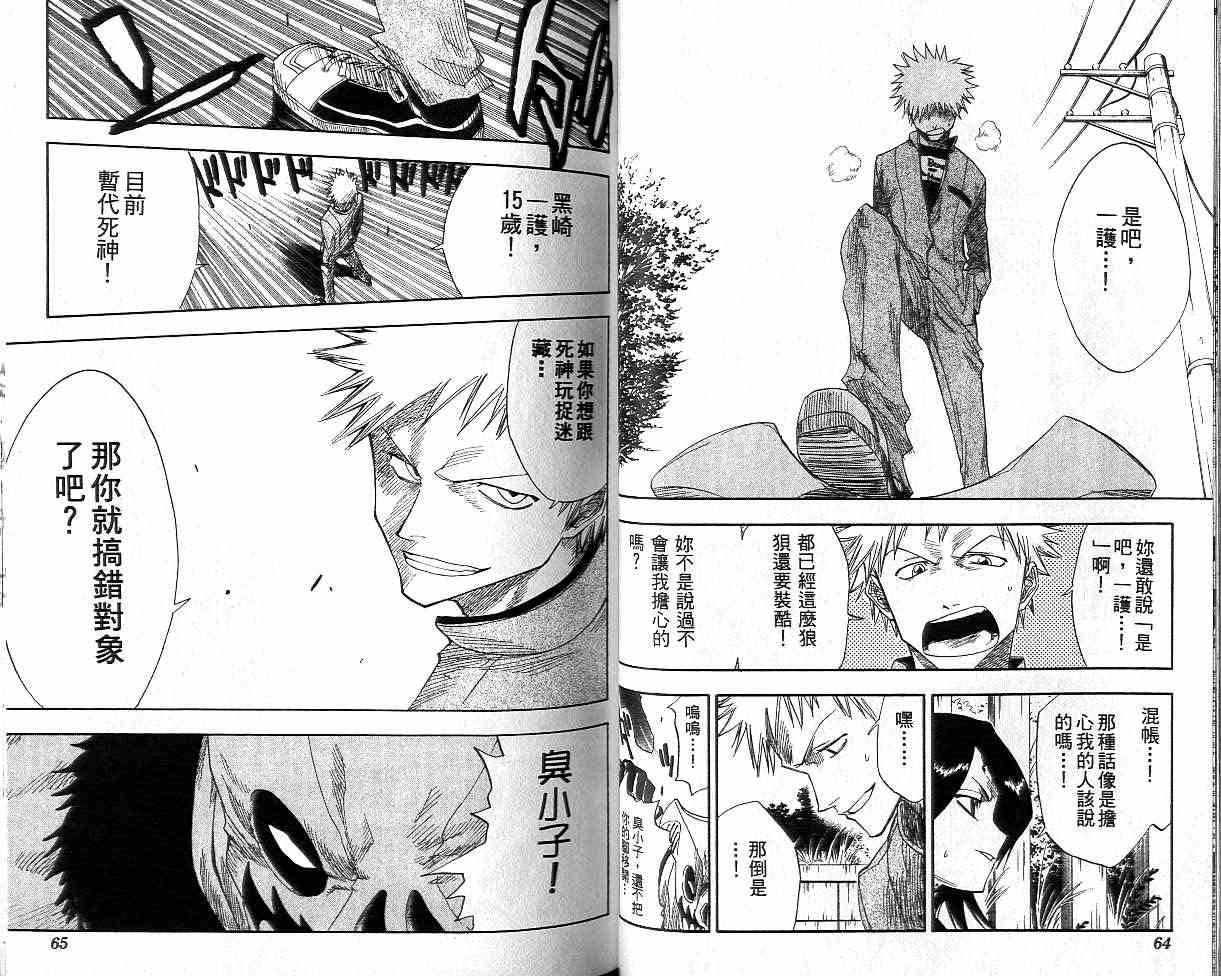 是吧，
一護…！
妳還敢說「是
吧，一護…！
」啊！
都已經這麼狼
狽還要裝酷！
妳不是說過不
會讓我擔心的
嗎？
混帳…！
那種話像是擔
心我的人該說
的嗎…！
嘿……
那倒是
…！
嗚嗚…！
臭小子，還不把
你的腳移開…
64
黑崎
一護，
15歲！
目前
暫代死神！
如果你想跟
死神玩捉迷
藏…
那你就搞錯對象
了吧？
臭小子！
65